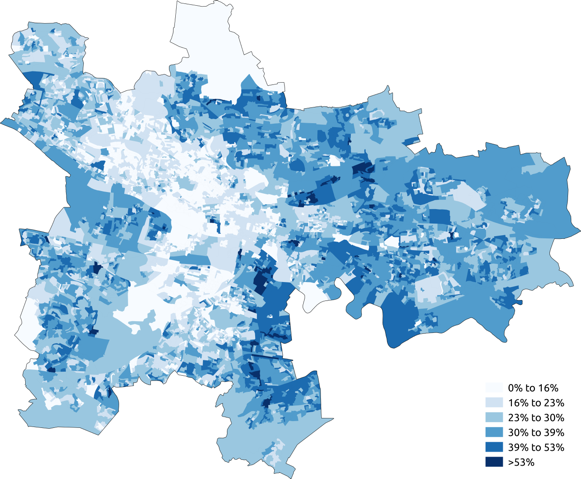 0% to 16%
16% to 23%
23% to 30%
30% to 39%
39% to 53%
>53%